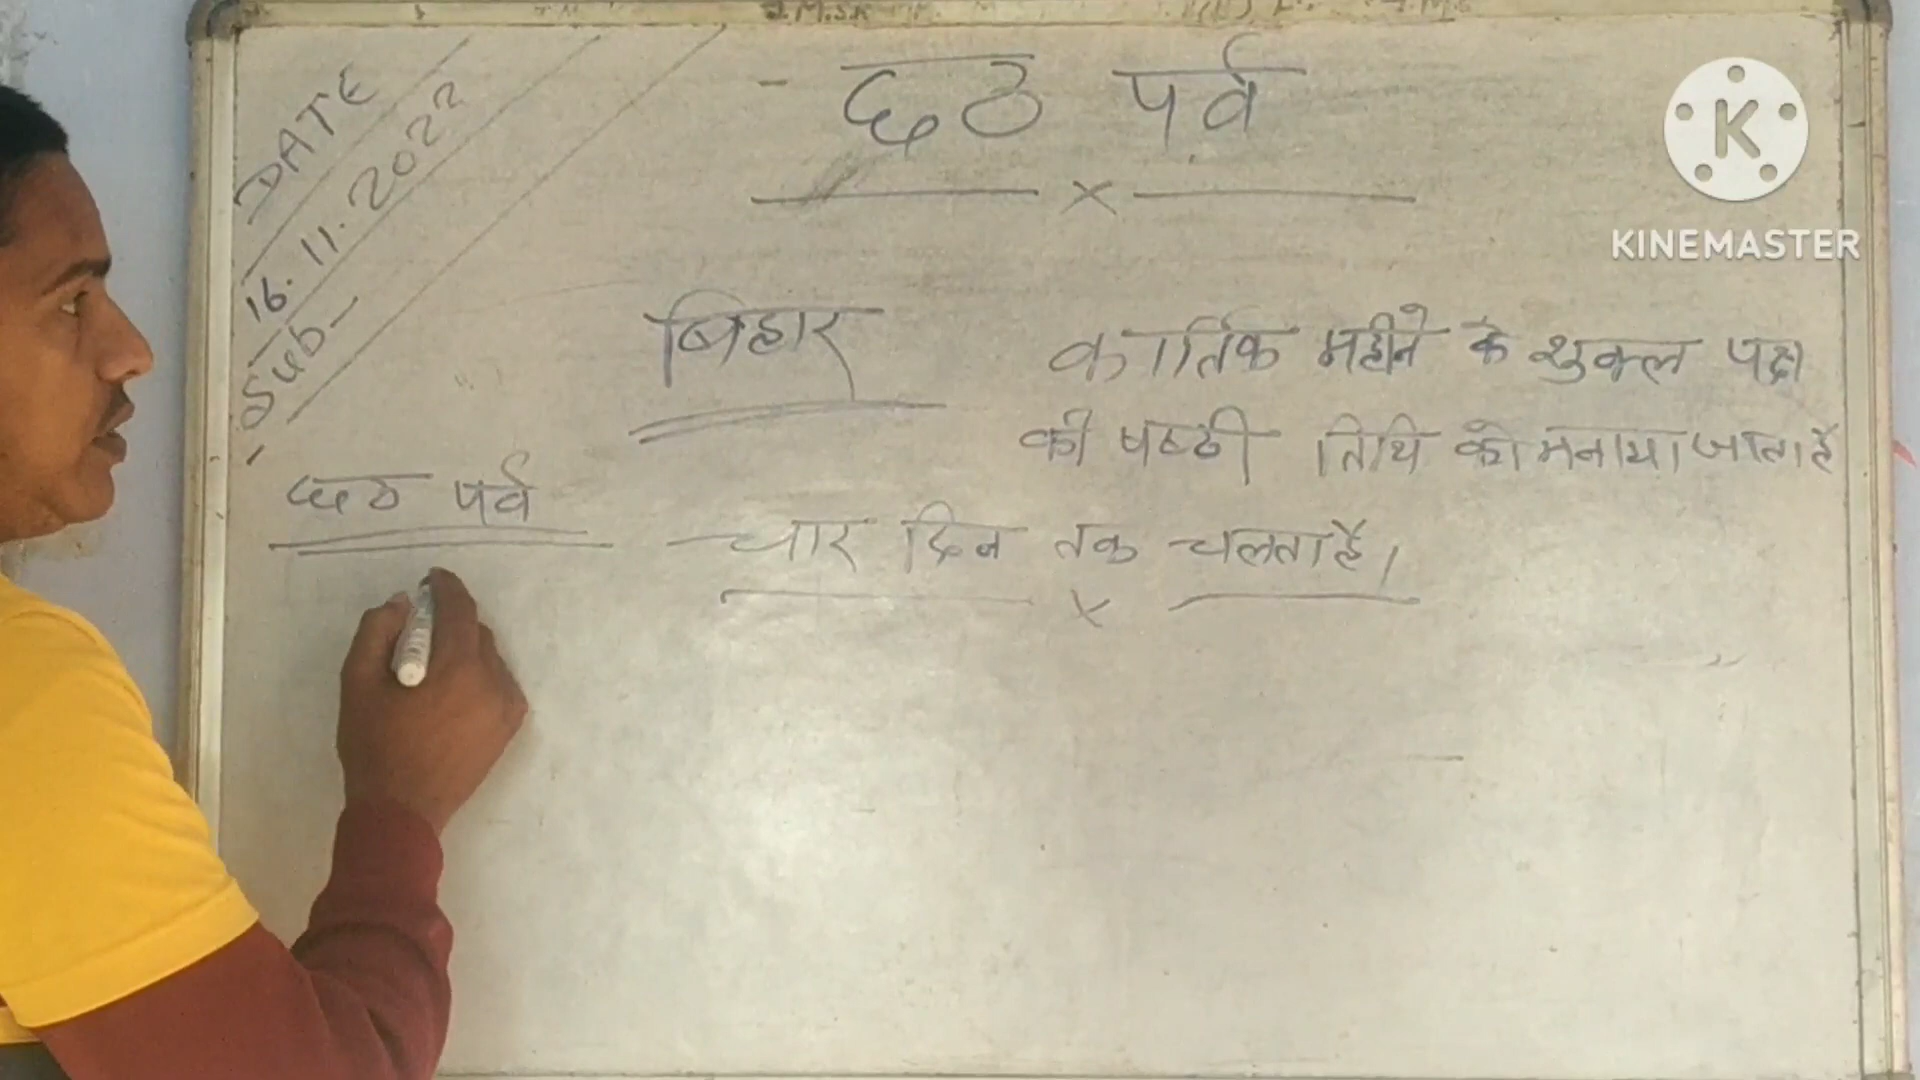 DATE
16.11.2022
Sub-
छठ पर्व
x
KINEMASTER
बिहार
कार्तिक महीने के शुक्ल पक्ष
की षष्ठी तिथि को मनाया जाता है
छठ पर्व
चार दिन तक चलता है।
x